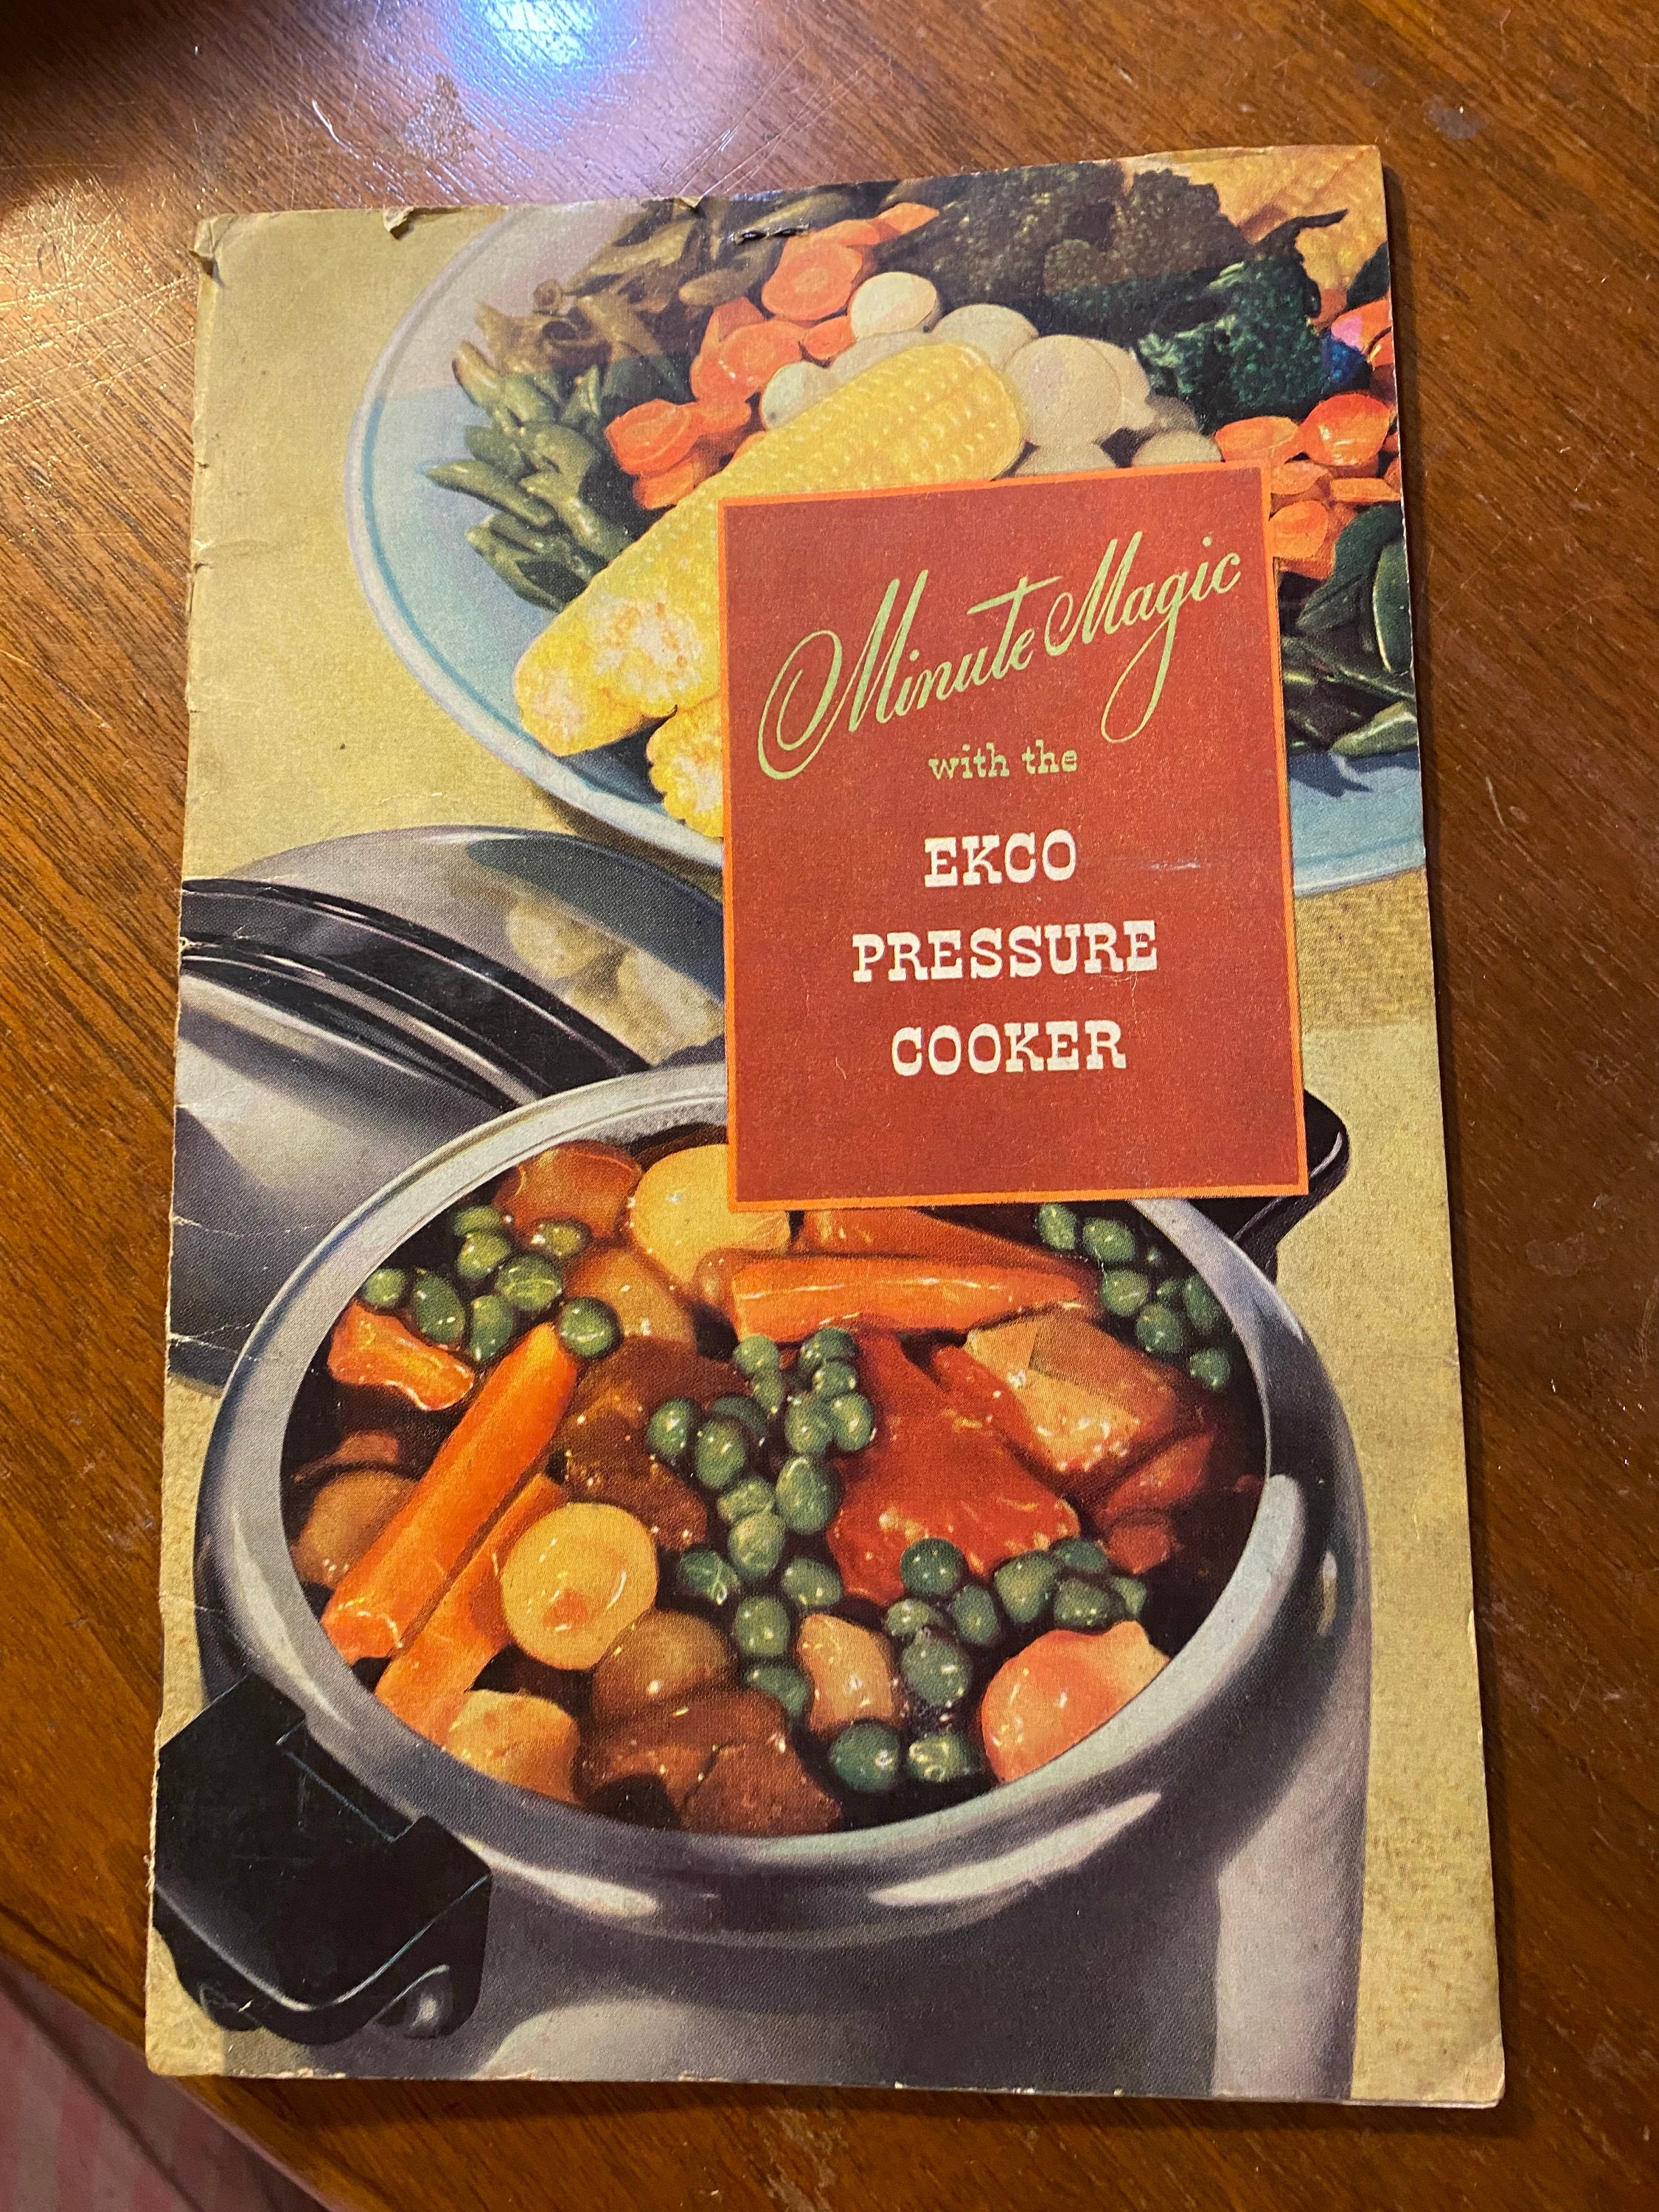 Minute Magic
with the
EKCO
PRESSURE
COOKER